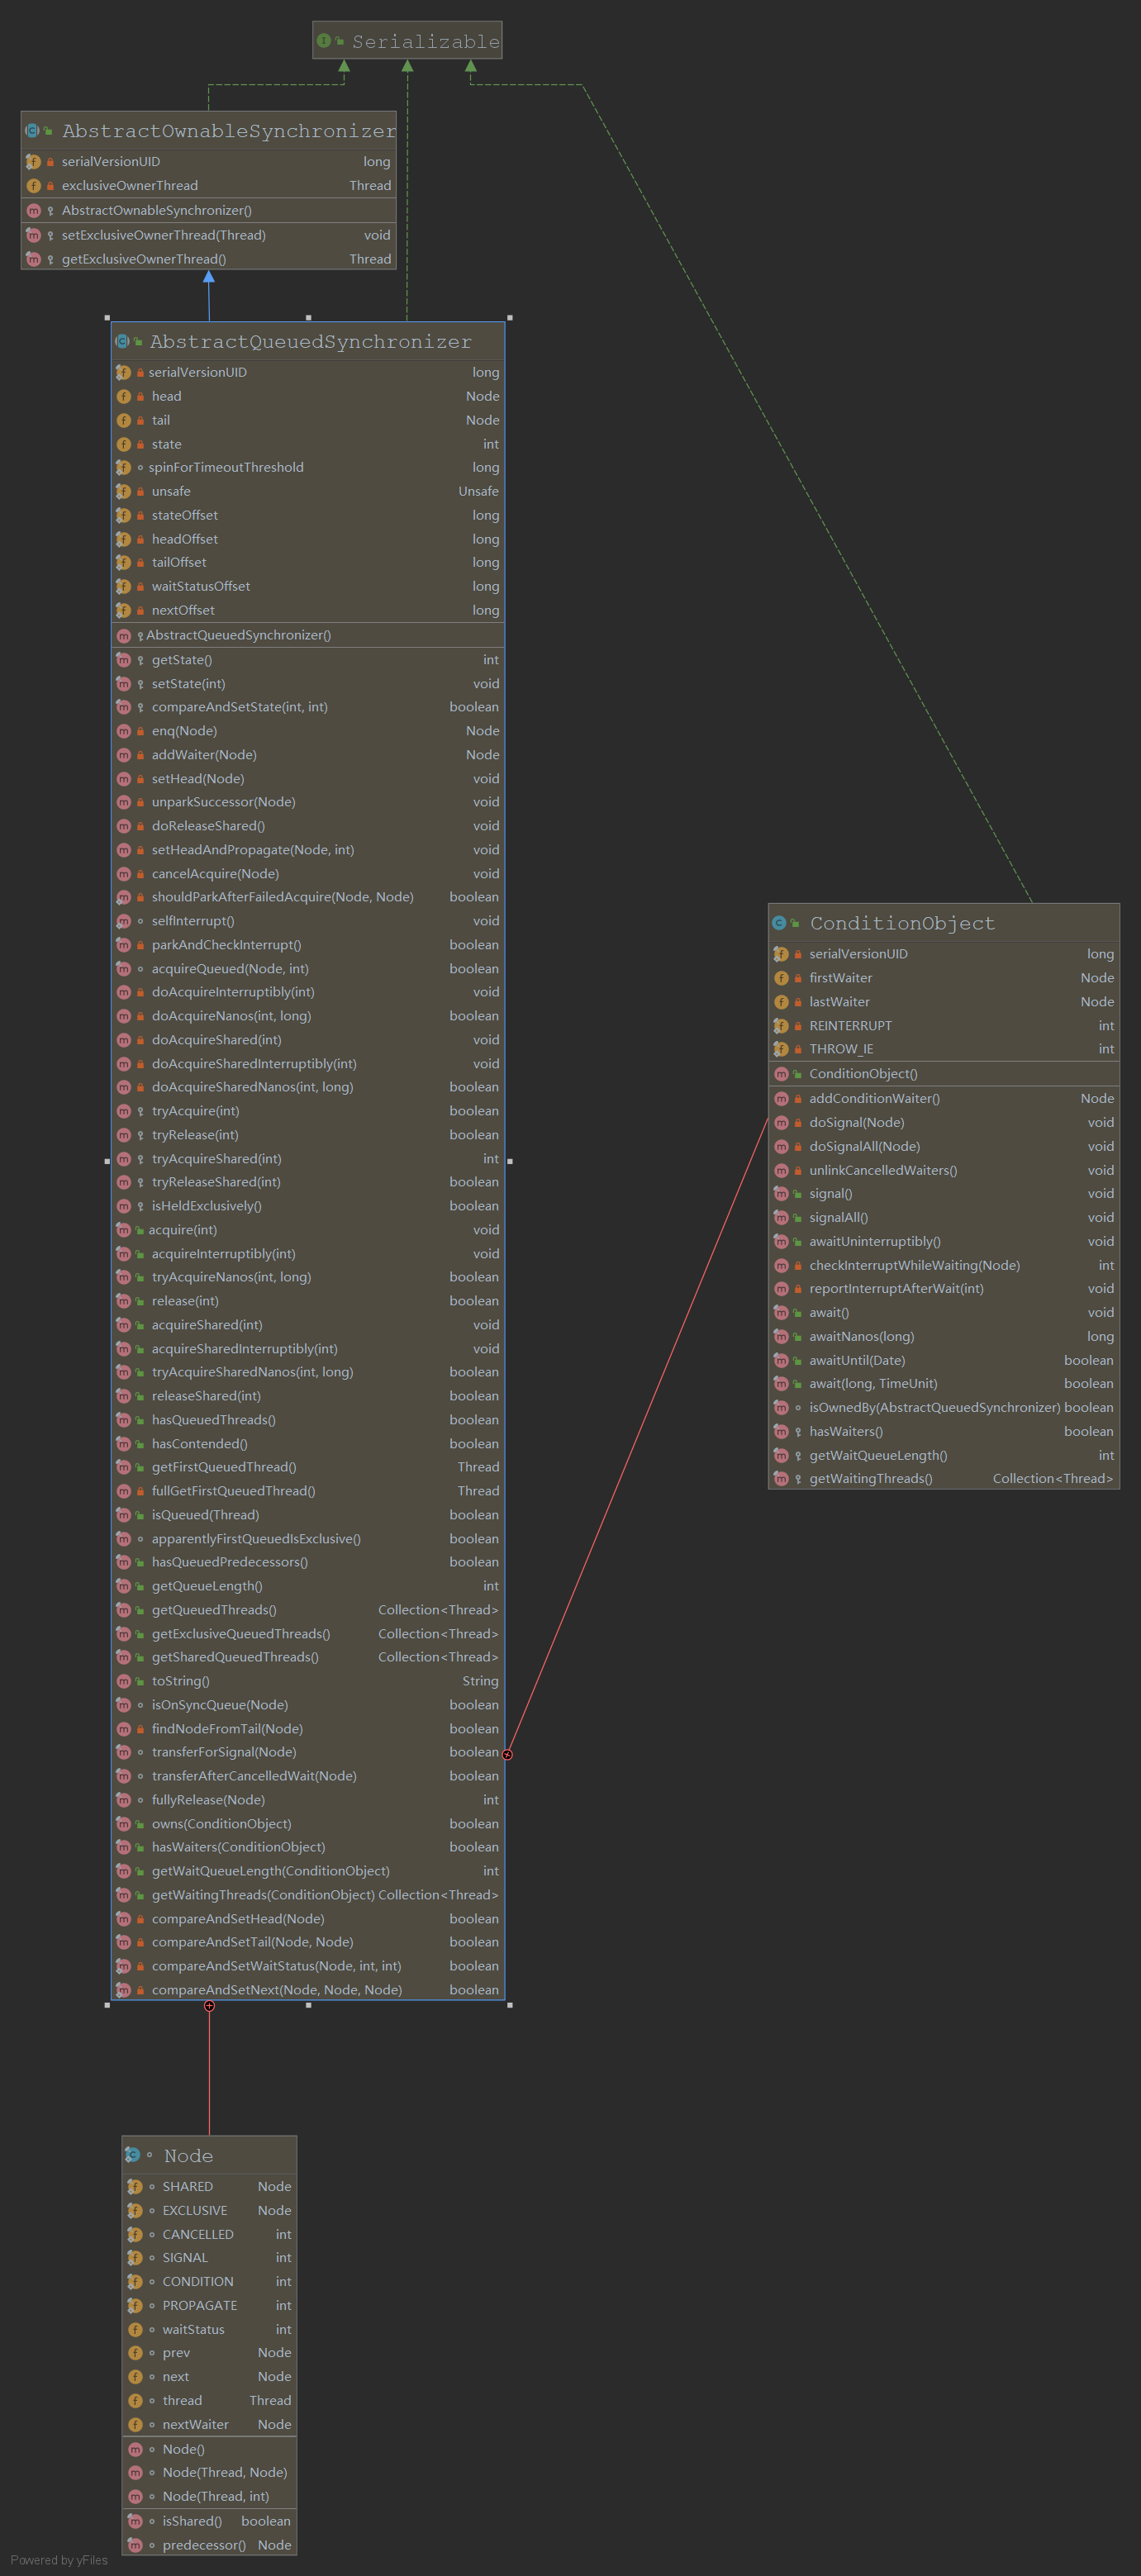 Serializable
AbstractOwnableSynchronizer
serialVersionUID long
exclusiveOwnerThread Thread
AbstractOwnableSynchronizer()
setExclusiveOwnerThread(Thread) void
getExclusiveOwnerThread() Thread
AbstractQueuedSynchronizer
serialVersionUID long
head Node
tail Node
state int
spinForTimeoutThreshold long
unsafe Unsafe
stateOffset long
headOffset long
tailOffset long
waitStatusOffset long
nextOffset long
AbstractQueuedSynchronizer()
getState() int
setState(int) void
compareAndSetState(int, int) boolean
enq(Node) Node
addWaiter(Node) Node
setHead(Node) void
unparkSuccessor(Node) void
doReleaseShared() void
setHeadAndPropagate(Node, int) void
cancelAcquire(Node) void
shouldParkAfterFailedAcquire(Node, Node) boolean
selfInterrupt() void
parkAndCheckInterrupt() boolean
acquireQueued(Node, int) boolean
doAcquireInterruptibly(int) void
doAcquireNanos(int, long) boolean
doAcquireShared(int) void
doAcquireSharedInterruptibly(int) void
doAcquireSharedNanos(int, long) boolean
tryAcquire(int) boolean
tryRelease(int) boolean
tryAcquireShared(int) int
tryReleaseShared(int) boolean
isHeldExclusively() boolean
acquire(int) void
acquireInterruptibly(int) void
tryAcquireNanos(int, long) boolean
release(int) boolean
acquireShared(int) void
acquireSharedInterruptibly(int) void
tryAcquireSharedNanos(int, long) boolean
releaseShared(int) boolean
hasQueuedThreads() boolean
hasContended() boolean
getFirstQueuedThread() Thread
fullGetFirstQueuedThread() Thread
isQueued(Thread) boolean
apparentlyFirstQueuedIsExclusive() boolean
hasQueuedPredecessors() boolean
getQueueLength() int
getQueuedThreads() Collection<Thread>
getExclusiveQueuedThreads() Collection<Thread>
getSharedQueuedThreads() Collection<Thread>
toString() String
isOnSyncQueue(Node) boolean
findNodeFromTail(Node) boolean
transferForSignal(Node) boolean
transferAfterCancelledWait(Node) boolean
fullyRelease(Node) int
owns(ConditionObject) boolean
hasWaiters(ConditionObject) boolean
getWaitQueueLength(ConditionObject) int
getWaitingThreads(ConditionObject) Collection<Thread>
compareAndSetHead(Node) boolean
compareAndSetTail(Node, Node) boolean
compareAndSetWaitStatus(Node, int, int) boolean
compareAndSetNext(Node, Node, Node) boolean
ConditionObject
serialVersionUID long
firstWaiter Node
lastWaiter Node
REINTERRUPT int
THROW_IE int
ConditionObject()
addConditionWaiter() Node
doSignal(Node) void
doSignalAll(Node) void
unlinkCancelledWaiters() void
signal() void
signalAll() void
awaitUninterruptibly() void
checkInterruptWhileWaiting(Node) int
reportInterruptAfterWait(int) void
await() void
awaitNanos(long) long
awaitUntil(Date) boolean
await(long, TimeUnit) boolean
isOwnedBy(AbstractQueuedSynchronizer) boolean
hasWaiters() boolean
getWaitQueueLength() int
getWaitingThreads() Collection<Thread>
Node
SHARED Node
EXCLUSIVE Node
CANCELLED int
SIGNAL int
CONDITION int
PROPAGATE int
waitStatus int
prev Node
next Node
thread Thread
nextWaiter Node
Node()
Node(Thread, Node)
Node(Thread, int)
isShared() boolean
predecessor() Node
Powered by yFiles